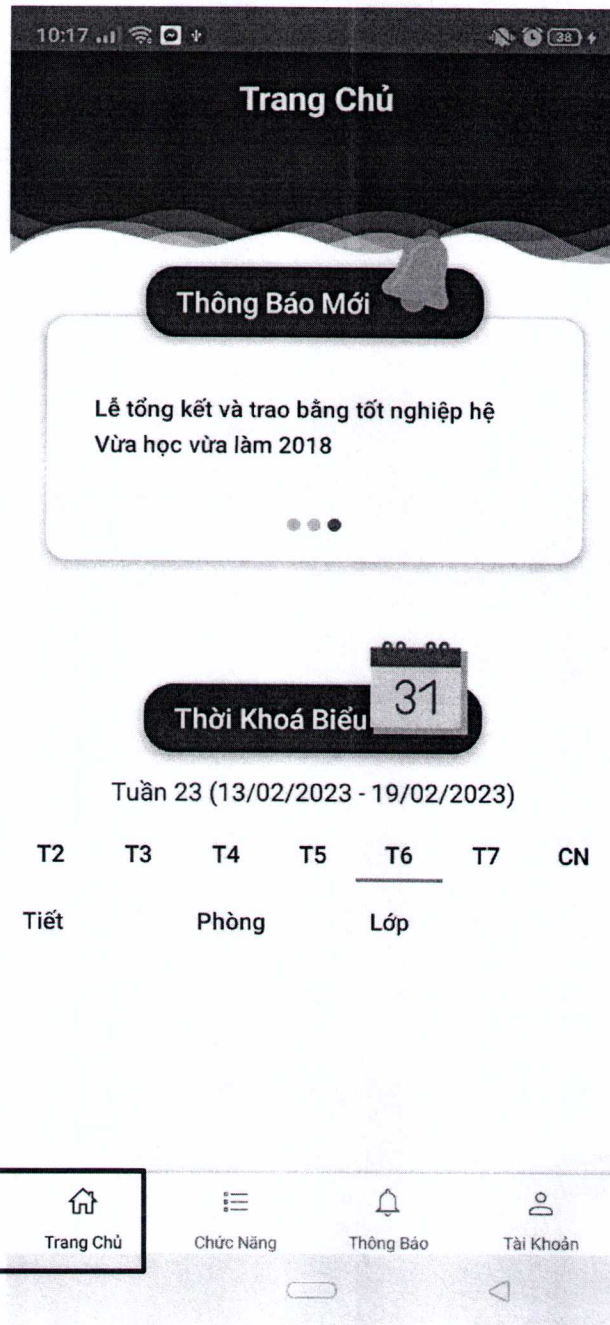 10:17
38
Trang Chủ
Thông Báo Mới
Lễ tổng kết và trao bằng tốt nghiệp hệ
Vừa học vừa làm 2018
31
Thời Khoá Biểu
Tuần 23 (13/02/2023 - 19/02/2023)
T2 T3 T4 T5 T6 T7 CN
Tiết Phòng Lớp
Trang Chủ Chức Năng Thông Báo Tài Khoản